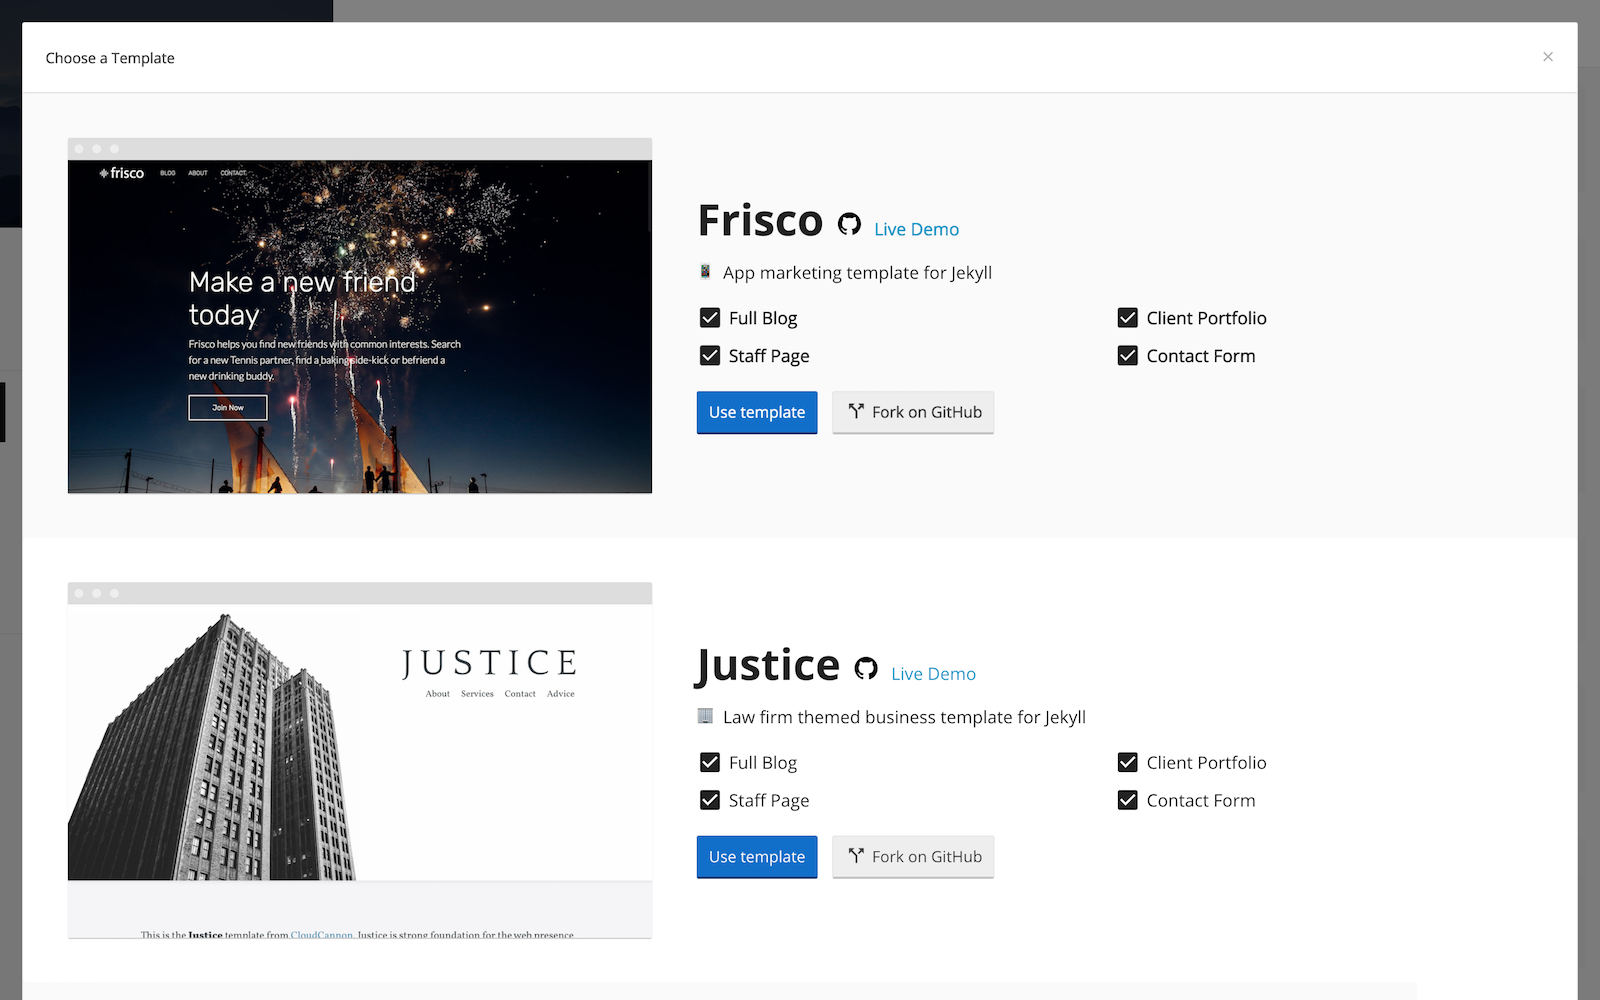 Choose a Template
×
frisco BLOG ABOUT CONTACT
Make a new friend
today
Frisco helps you find new friends with common interests. Search
for a new Tennis partner, find a baking side-kick or befriend a
new drinking buddy.
Join Now
Frisco Live Demo
App marketing template for Jekyll
Full Blog Client Portfolio
Staff Page Contact Form
Use template Fork on GitHub
JUSTICE
About Services Contact Advice
This is the Justice template from CloudCannon. Justice is strong foundation for the web presence
Justice Live Demo
Law firm themed business template for Jekyll
Full Blog Client Portfolio
Staff Page Contact Form
Use template Fork on GitHub